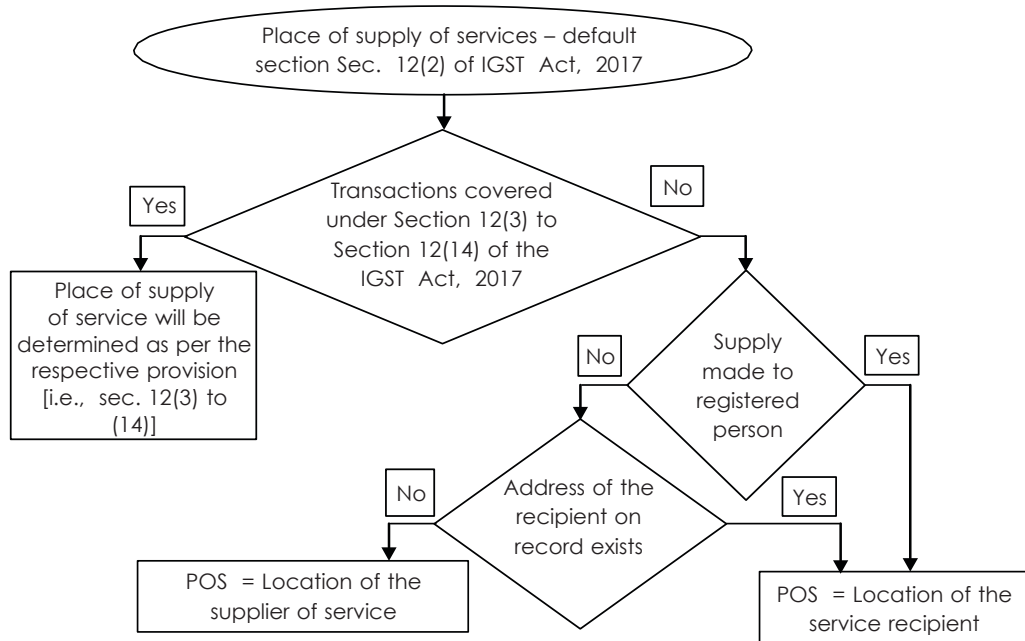 Place of supply of services – default
section Sec. 12(2) of IGST Act, 2017
Transactions covered
under Section 12(3) to
Section 12(14) of the
IGST Act, 2017
Yes
No
Place of supply
of service will be
determined as per the
respective provision
[i.e., sec. 12(3) to
(14)]
Supply
made to
registered
person
No
Yes
Address of the
recipient on
record exists
No
Yes
POS = Location of the
supplier of service
POS = Location of the
service recipient